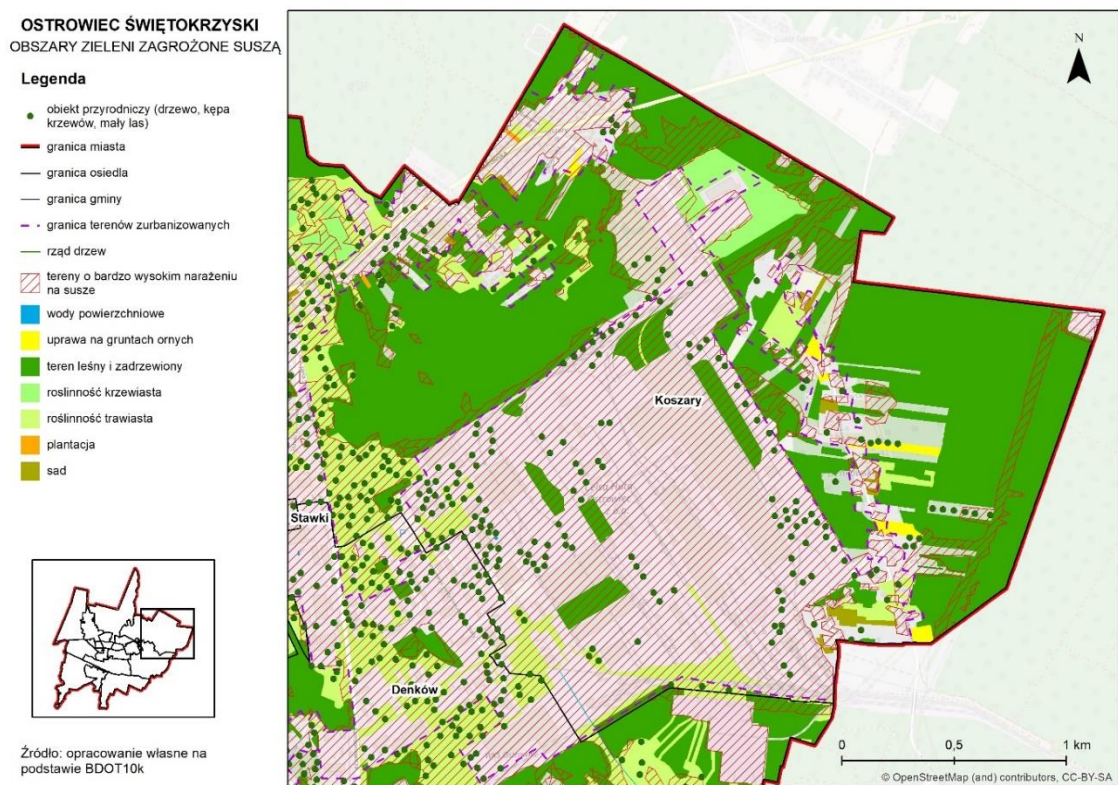 OSTROWIEC ŚWIĘTOKRZYSKI
OBSZARY ZIELENI ZAGROŻONE SUSZĄ
Legenda
obiekt przyrodniczy (drzewo, kępa
krzewów, mały las)
granica miasta
granica osiedla
granica gminy
granica terenów zurbanizowanych
rząd drzew
tereny o bardzo wysokim narażeniu
na susze
wody powierzchniowe
uprawa na gruntach ornych
teren leśny i zadrzewiony
roslinność krzewiasta
roślinność trawiasta
plantacja
sad
Źródło: opracowanie własne na
podstawie BDOT10k
N
Koszary
Stawki
Denków
0 0,5 1 km
© OpenStreetMap (and) contributors, CC-BY-SA